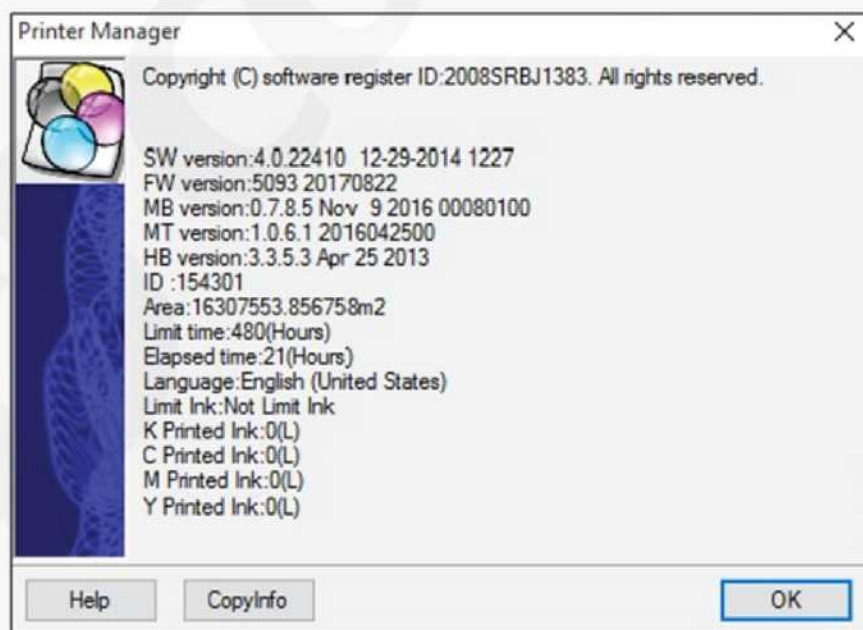 Printer Manager
Copyright (C) software register ID:2008SRBJ1383. All rights reserved.
SW version:4.0.22410 12-29-2014 1227
FW version:5093 20170822
MB version:0.7.8.5 Nov 9 2016 00080100
MT version:1.0.6.1 2016042500
HB version:3.3.5.3 Apr 25 2013
ID :154301
Area:16307553.856758m2
Limit time:480(Hours)
Elapsed time:21(Hours)
Language:English (United States)
Limit Ink:Not Limit Ink
K Printed Ink:0(L)
C Printed Ink:0(L)
M Printed Ink:0(L)
Y Printed Ink:0(L)
Help CopyInfo OK